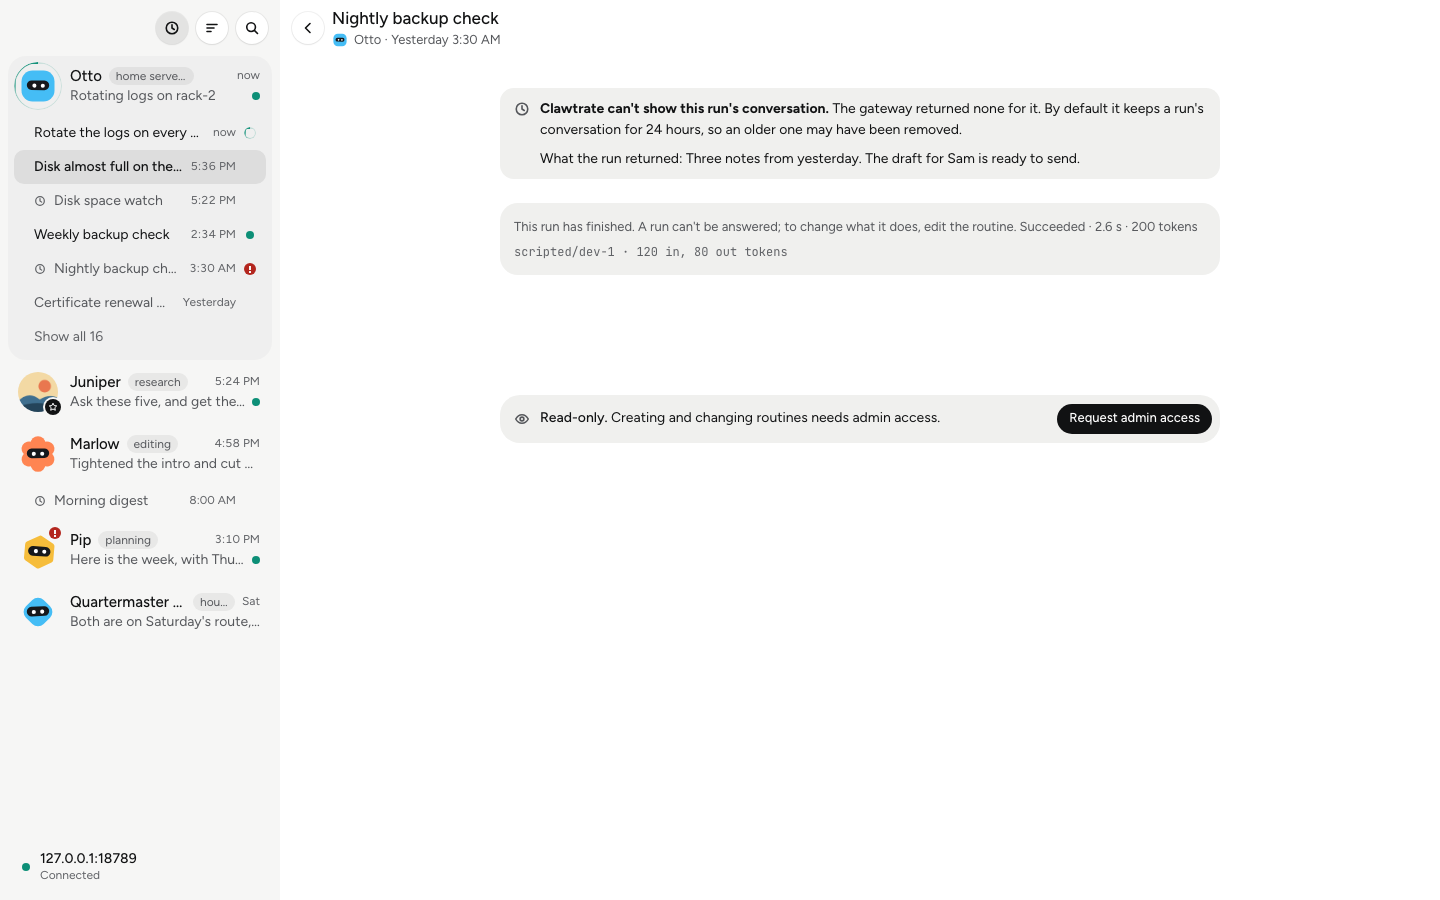 Otto home serve... now
Rotating logs on rack-2
Rotate the logs on every ... now
Disk almost full on the... 5:36 PM
Disk space watch 5:22 PM
Weekly backup check 2:34 PM
Nightly backup ch... 3:30 AM
Certificate renewal ... Yesterday
Show all 16
Juniper research 5:24 PM
Ask these five, and get the...
Marlow editing 4:58 PM
Tightened the intro and cut ...
Morning digest 8:00 AM
Pip planning 3:10 PM
Here is the week, with Thu...
Quartermaster ... hou... Sat
Both are on Saturday's route,...
127.0.0.1:18789
Connected
Nightly backup check
Otto · Yesterday 3:30 AM
Clawtrate can't show this run's conversation. The gateway returned none for it. By default it keeps a run's
conversation for 24 hours, so an older one may have been removed.
What the run returned: Three notes from yesterday. The draft for Sam is ready to send.
This run has finished. A run can't be answered; to change what it does, edit the routine. Succeeded · 2.6 s · 200 tokens
scripted/dev-1 · 120 in, 80 out tokens
Read-only. Creating and changing routines needs admin access.
Request admin access